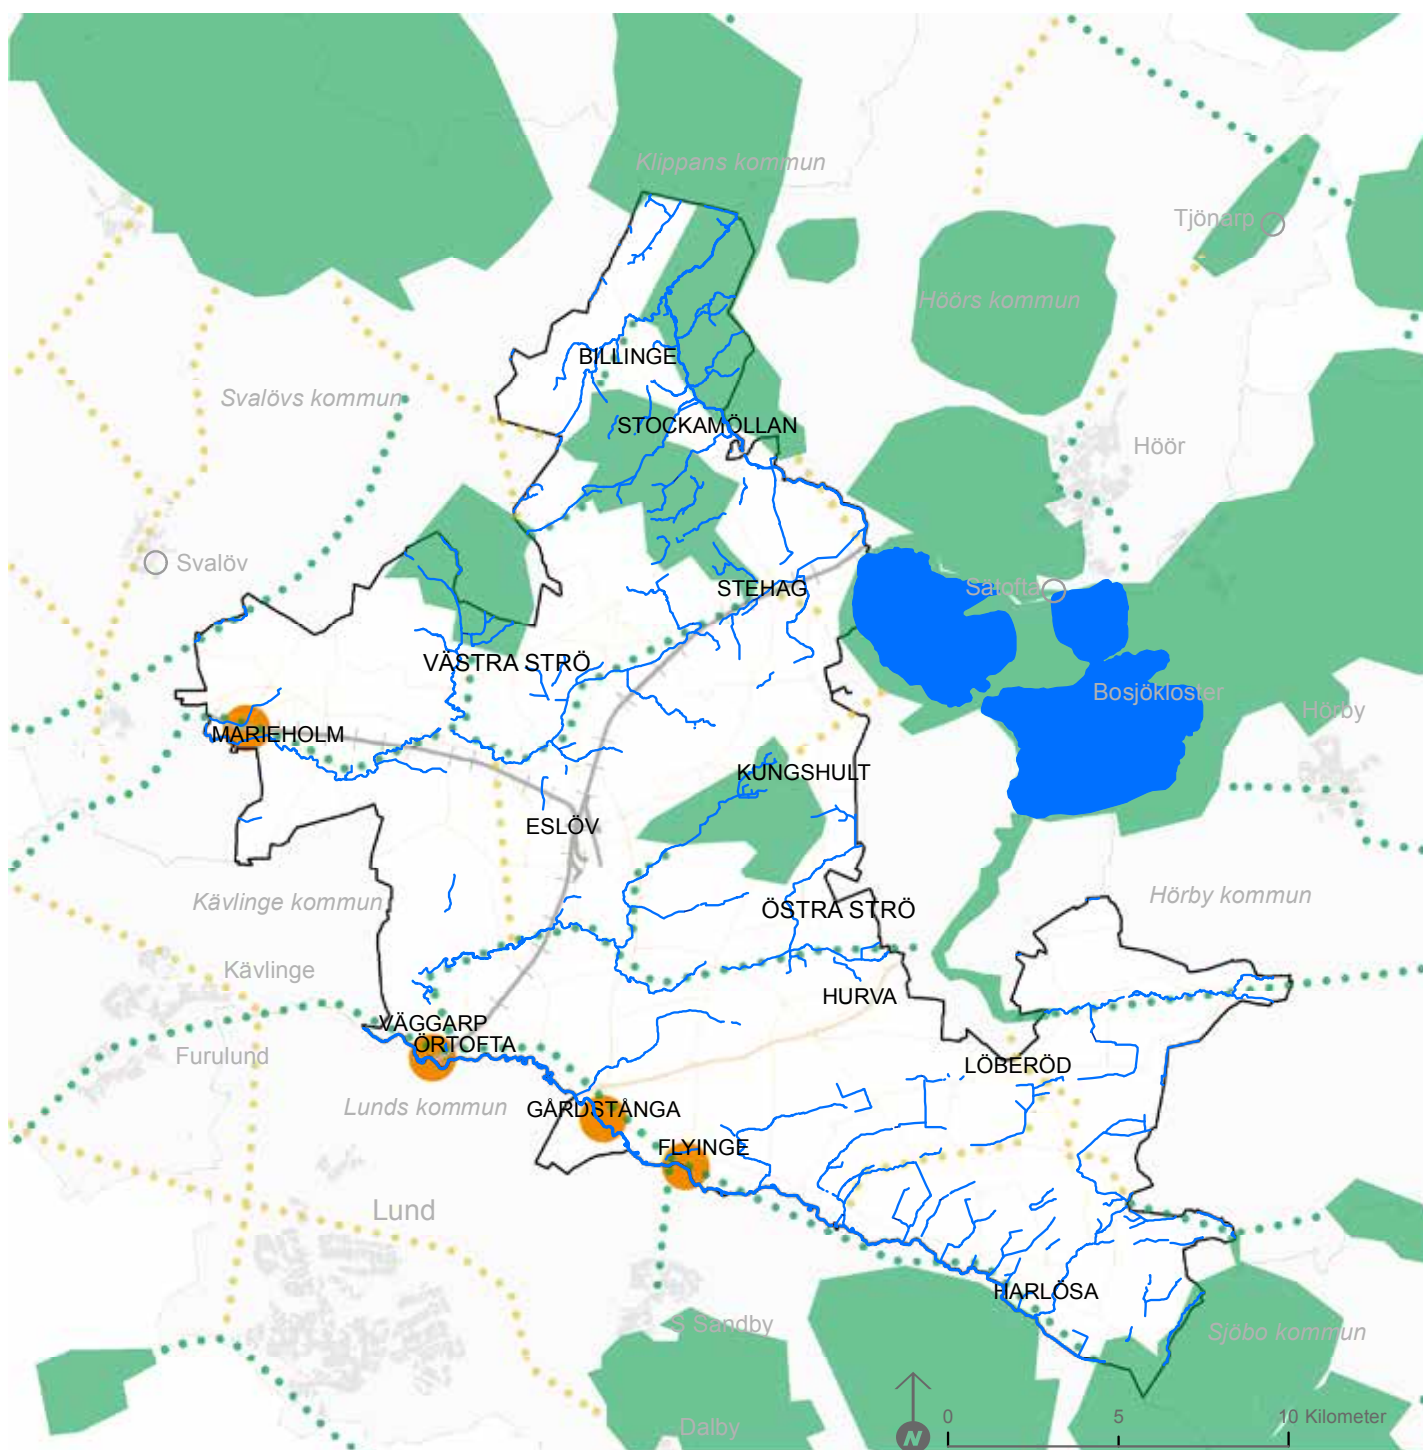 Klippans kommun
Tjönarp
Höörs kommun
BILLINGE
Svalövs kommun
STOCKAMÖLLAN
Höör
Svalöv
STEHAG
Sätofta
VÄSTRA STRÖ
Bosjökloster
Hörby
MARIEHOLM
KUNGSHULT
ESLÖV
Kävlinge kommun
Hörby kommun
ÖSTRA STRÖ
Kävlinge
HURVA
VÄGGARP
ÖRTOFTA
Furulund
LÖBERÖD
Lunds kommun
GÅRDSTÅNGA
FLYINGE
Lund
HARLÖSA
S Sandby
Sjöbo kommun
Dalby
0 5 10 Kilometer
N